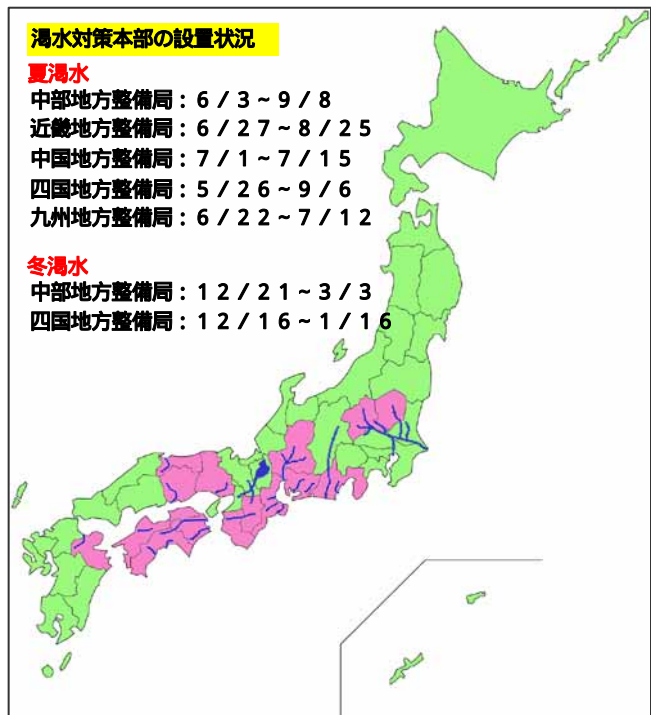 渇水対策本部の設置状況
夏渇水
中部地方整備局：６／３～９／８
近畿地方整備局：６／２７～８／２５
中国地方整備局：７／１～７／１５
四国地方整備局：５／２６～９／６
九州地方整備局：６／２２～７／１２
冬渇水
中部地方整備局：１２／２１～３／３
四国地方整備局：１２／１６～１／１６